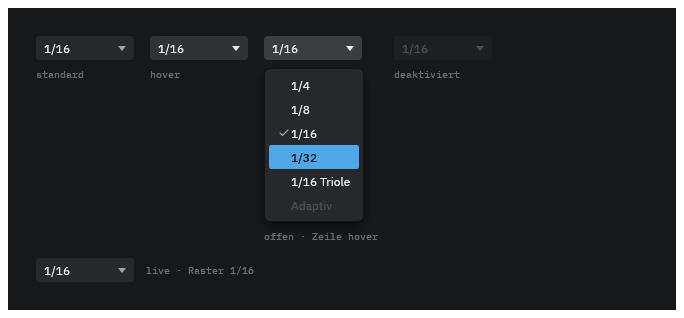 1/16
1/16
1/16
1/16
standard
hover
deaktiviert
1/4
1/8
1/16
1/32
1/16 Triole
Adaptiv
offen · Zeile hover
1/16
live · Raster 1/16